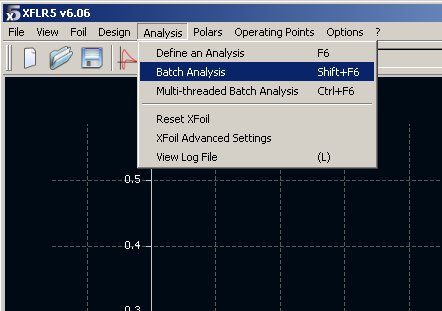 XFLR5 v6.06
File View Foil Design Analysis Polars Operating Points Options ?
Define an Analysis F6
Batch Analysis Shift+F6
Multi-threaded Batch Analysis Ctrl+F6
Reset XFoil
XFoil Advanced Settings
View Log File (L)
0.5
0.4
0.3